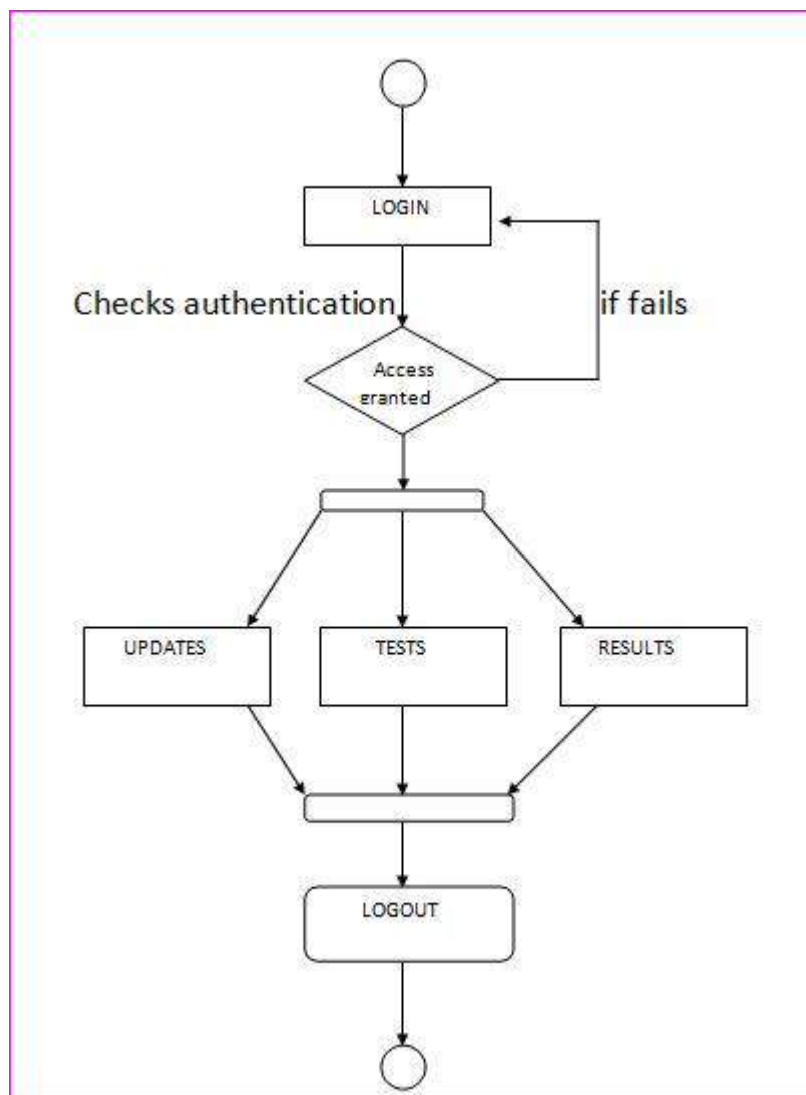 LOGIN
Checks authentication
if fails
Access
granted
UPDATES
TESTS
RESULTS
LOGOUT